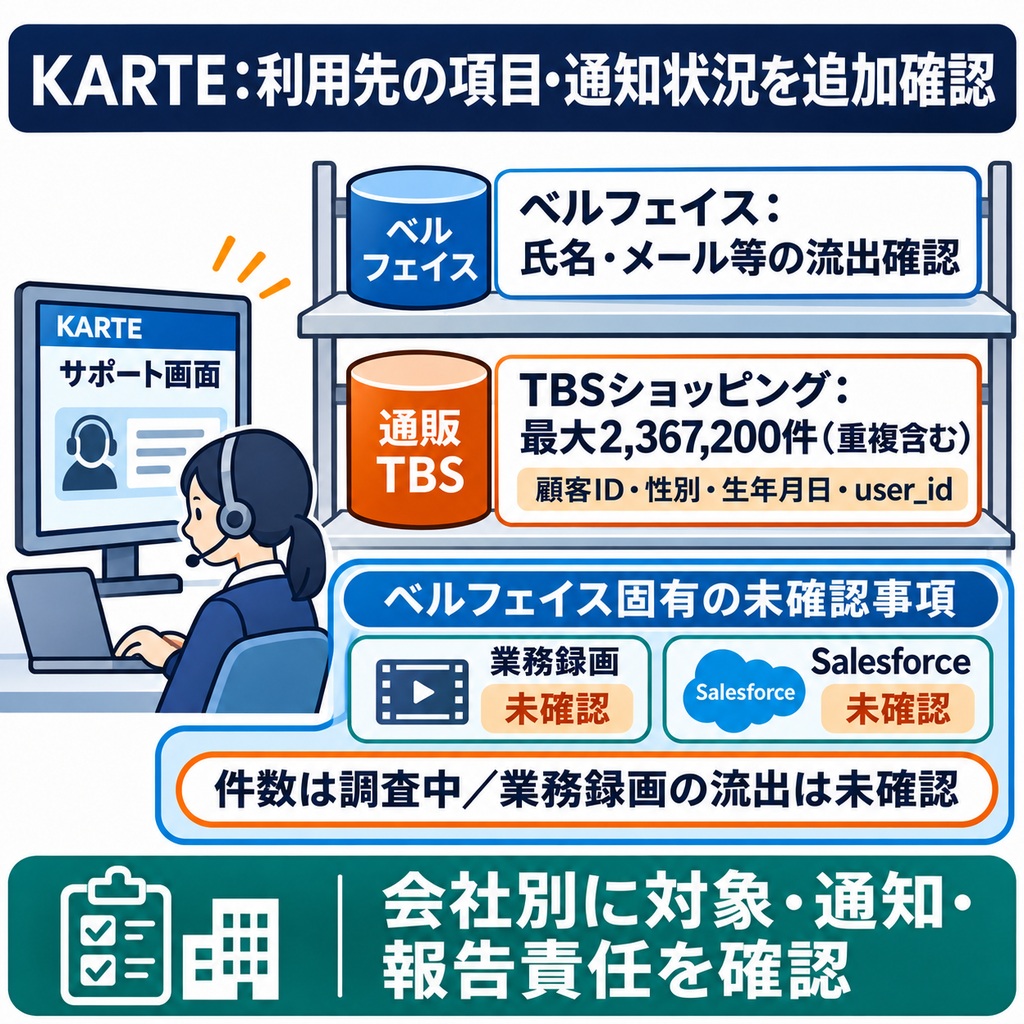 KARTE：利用先の項目・通知状況を追加確認
ベル
フェイス
ベルフェイス：
氏名・メール等の流出確認
KARTE
サポート画面
通販
TBS
TBSショッピング：
最大2,367,200件（重複含む）
顧客ID・性別・生年月日・user_id
ベルフェイス固有の未確認事項
業務録画
未確認
Salesforce
Salesforce
未確認
件数は調査中／業務録画の流出は未確認
会社別に対象・通知・
報告責任を確認